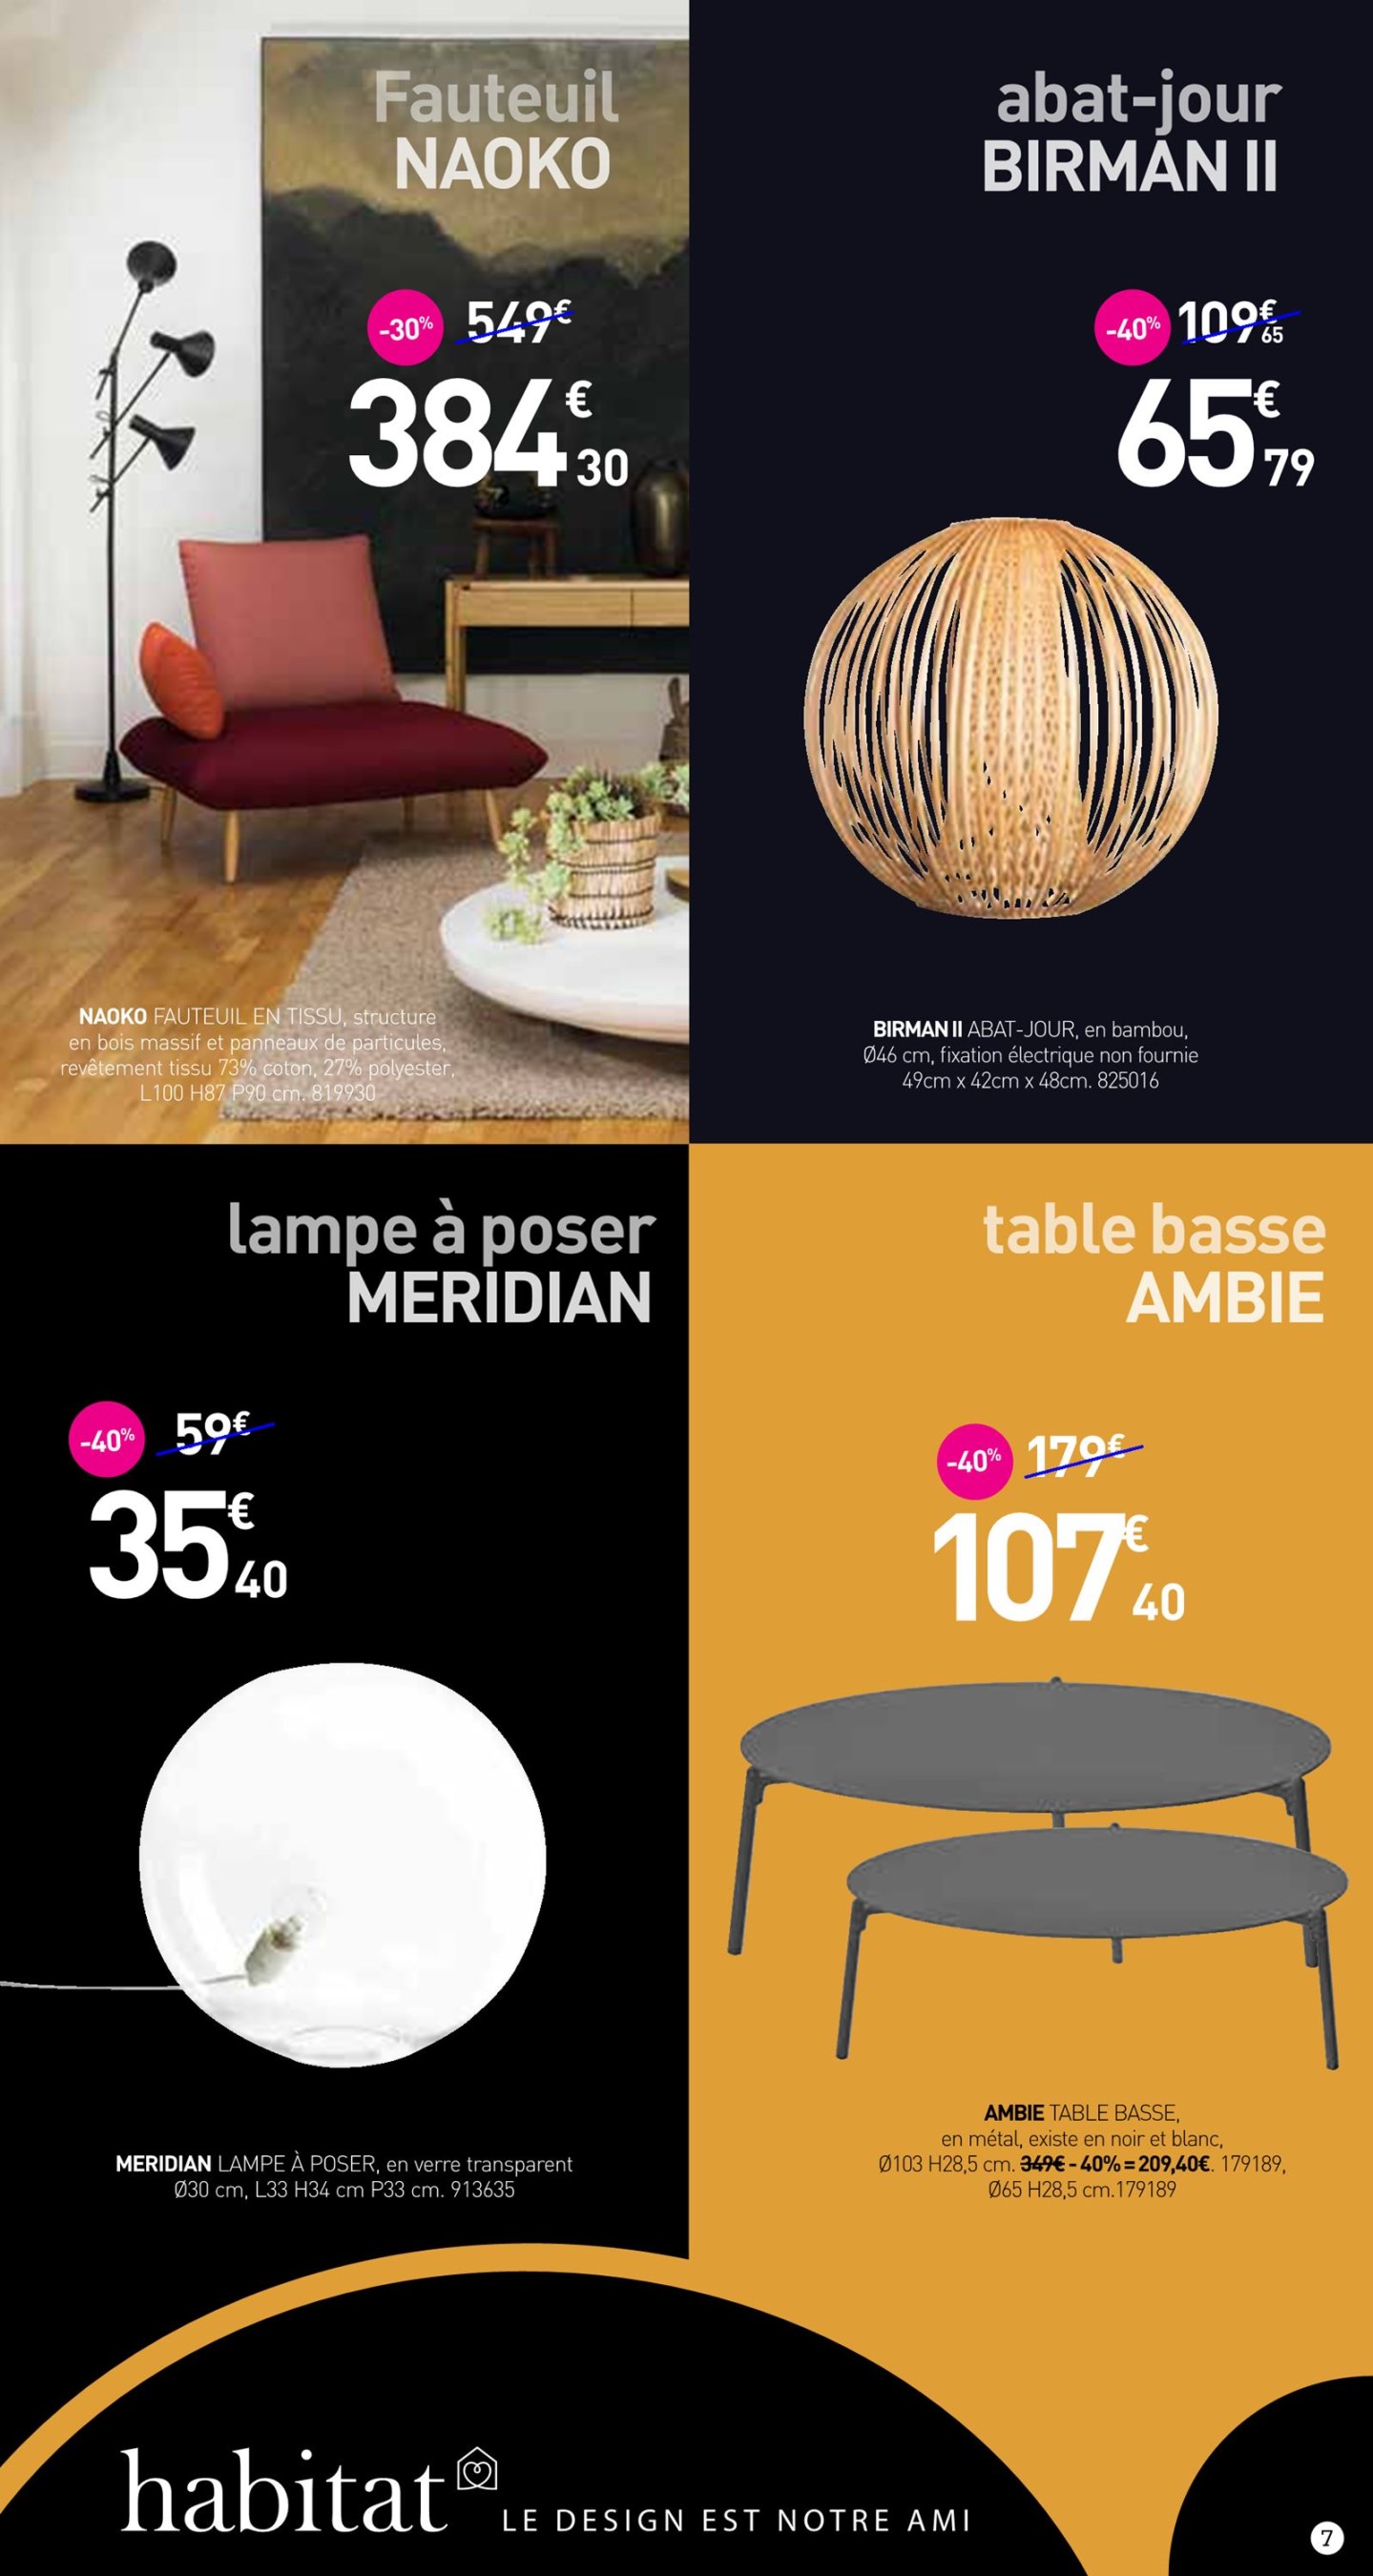 Fauteuil
NAOKO
-30%
549€
384€30
NAOKO FAUTEUIL EN TISSU, structure
en bois massif et panneaux de particules,
revêtement tissu 73% coton, 27% polyester,
L100 H87 P90 cm. 819930
abat-jour
BIRMAN II
-40%
109€65
65€79
BIRMAN II ABAT-JOUR, en bambou,
Ø46 cm, fixation électrique non fournie
49cm x 42cm x 48cm. 825016
lampe à poser
MERIDIAN
-40%
59€
35€40
MERIDIAN LAMPE À POSER, en verre transparent
Ø30 cm, L33 H34 cm P33 cm. 913635
table basse
AMBIE
-40%
179€
107€40
AMBIE TABLE BASSE,
en métal, existe en noir et blanc,
Ø103 H28,5 cm. 349€ - 40% = 209,40€. 179189,
Ø65 H28,5 cm.179189
habitat
LE DESIGN EST NOTRE AMI
7